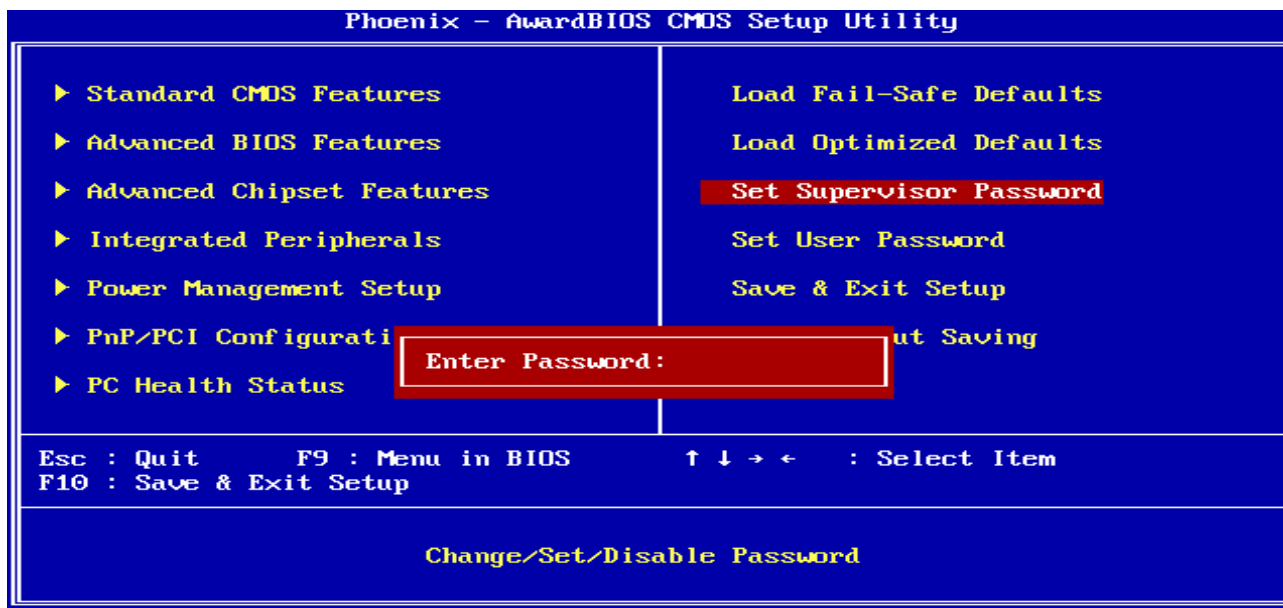 Phoenix - AwardBIOS CMOS Setup Utility
Standard CMOS Features
Advanced BIOS Features
Advanced Chipset Features
Integrated Peripherals
Power Management Setup
PnP/PCI Configurati
PC Health Status
Load Fail-Safe Defaults
Load Optimized Defaults
Set Supervisor Password
Set User Password
Save & Exit Setup
ut Saving
Enter Password:
Esc : Quit F9 : Menu in BIOS ↑ ↓ → ← : Select Item
F10 : Save & Exit Setup
Change/Set/Disable Password